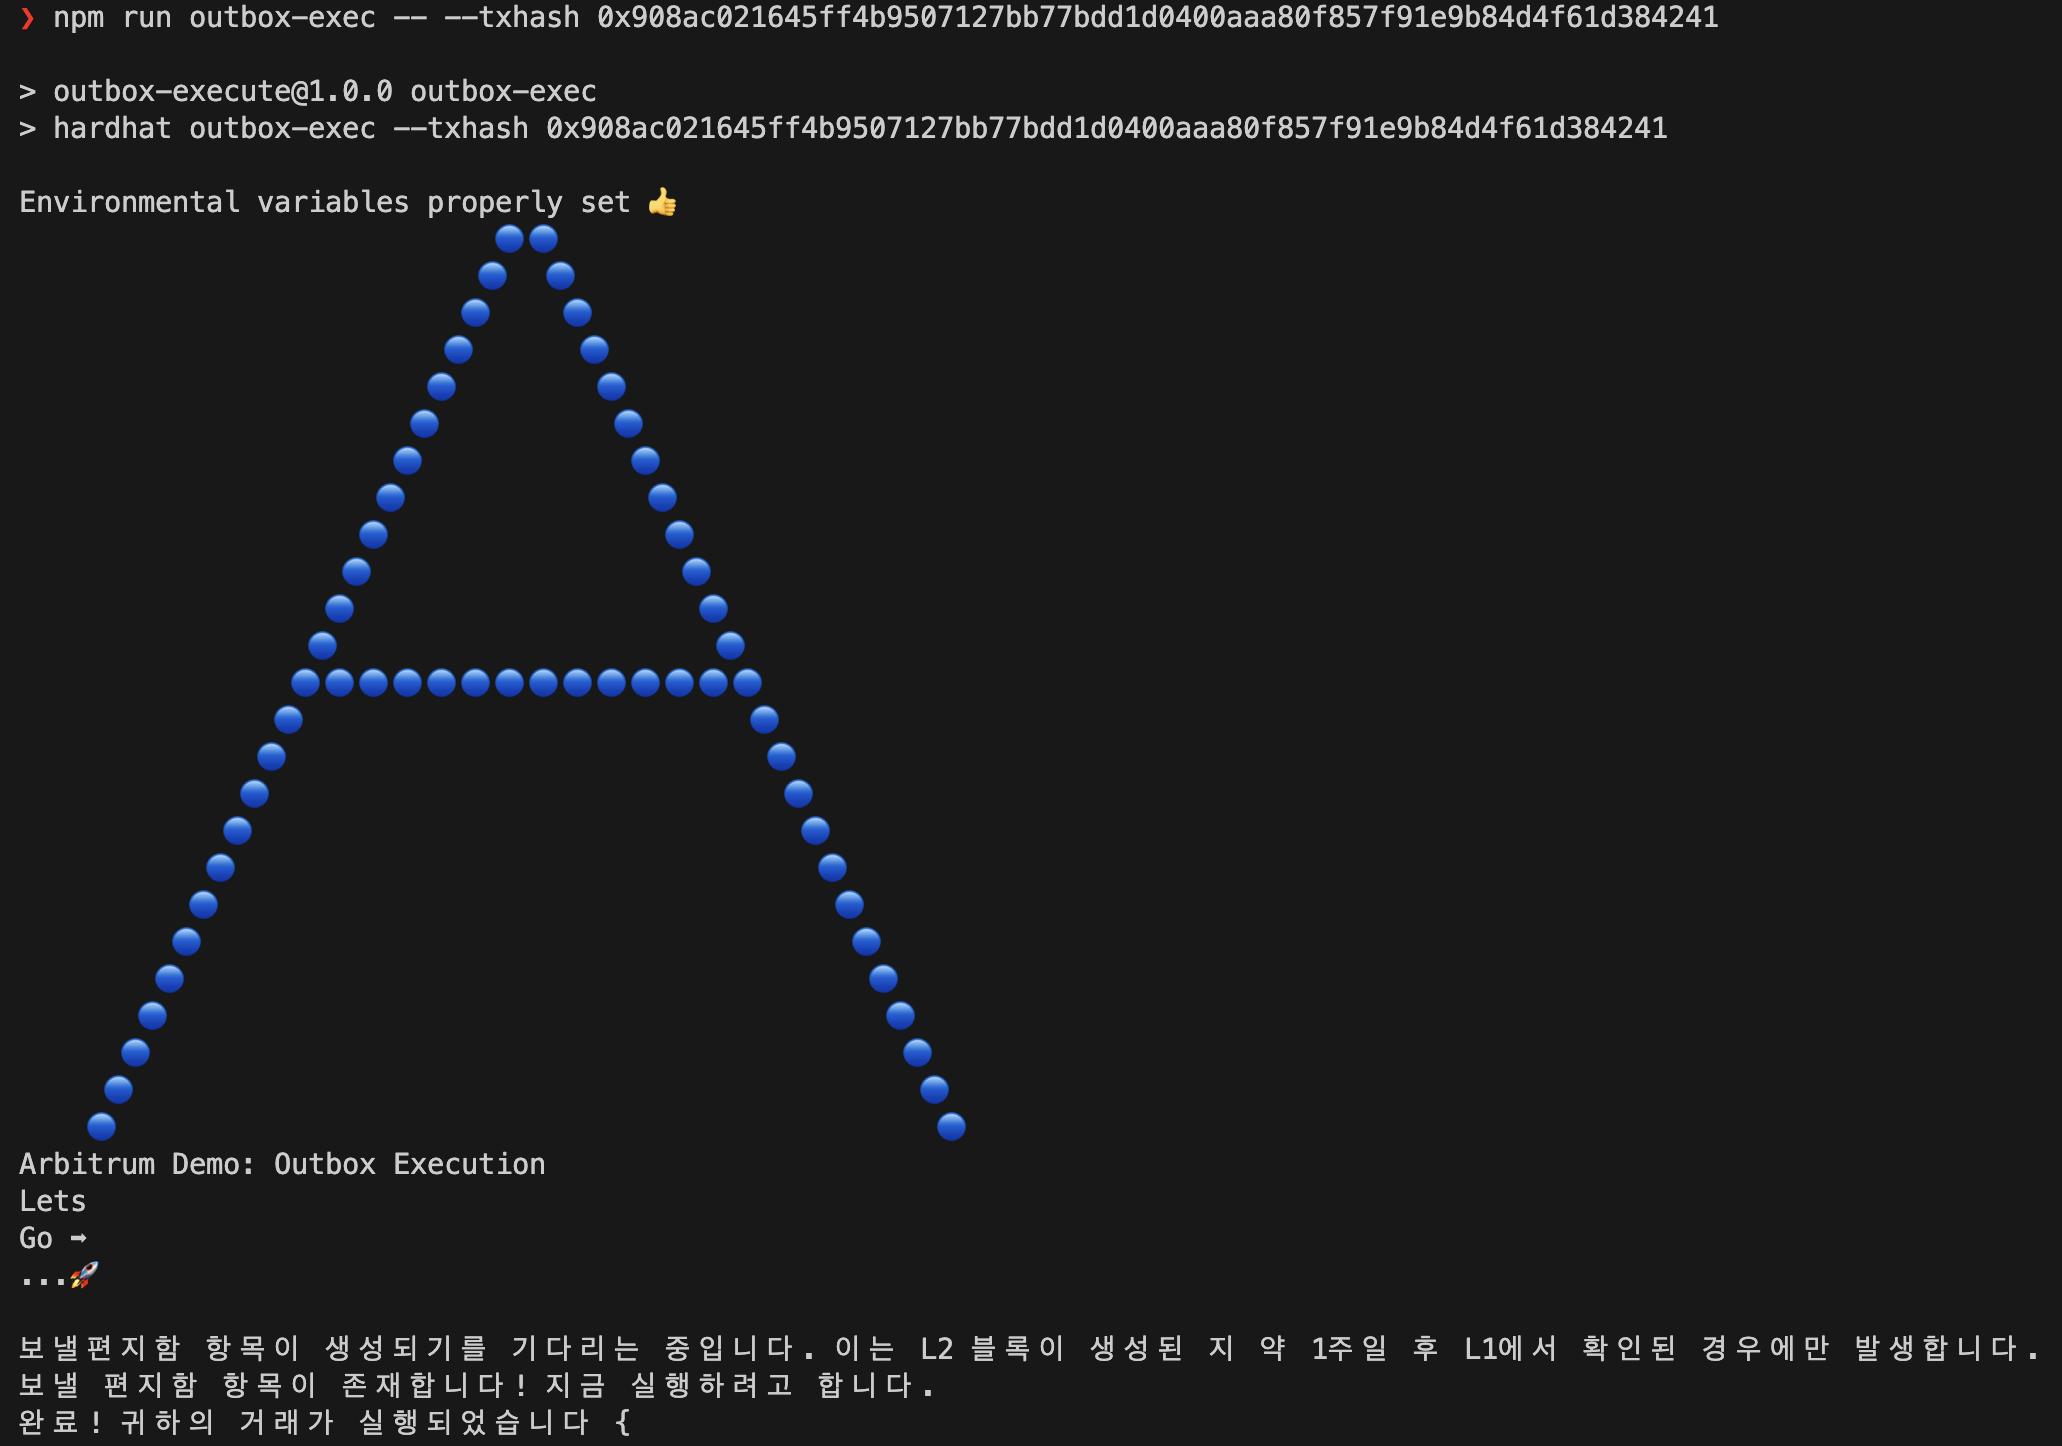 ❯ npm run outbox-exec -- --txhash 0x908ac021645ff4b9507127bb77bdd1d0400aaa80f857f91e9b84d4f61d384241
> outbox-execute@1.0.0 outbox-exec
> hardhat outbox-exec --txhash 0x908ac021645ff4b9507127bb77bdd1d0400aaa80f857f91e9b84d4f61d384241
Environmental variables properly set 👍
Arbitrum Demo: Outbox Execution
Lets
Go ➡
...🚀
보낼편지함 항목이 생성되기를 기다리는 중입니다. 이는 L2 블록이 생성된 지 약 1주일 후 L1에서 확인된 경우에만 발생합니다.
보낼 편지함 항목이 존재합니다! 지금 실행하려고 합니다.
완료! 귀하의 거래가 실행되었습니다 {